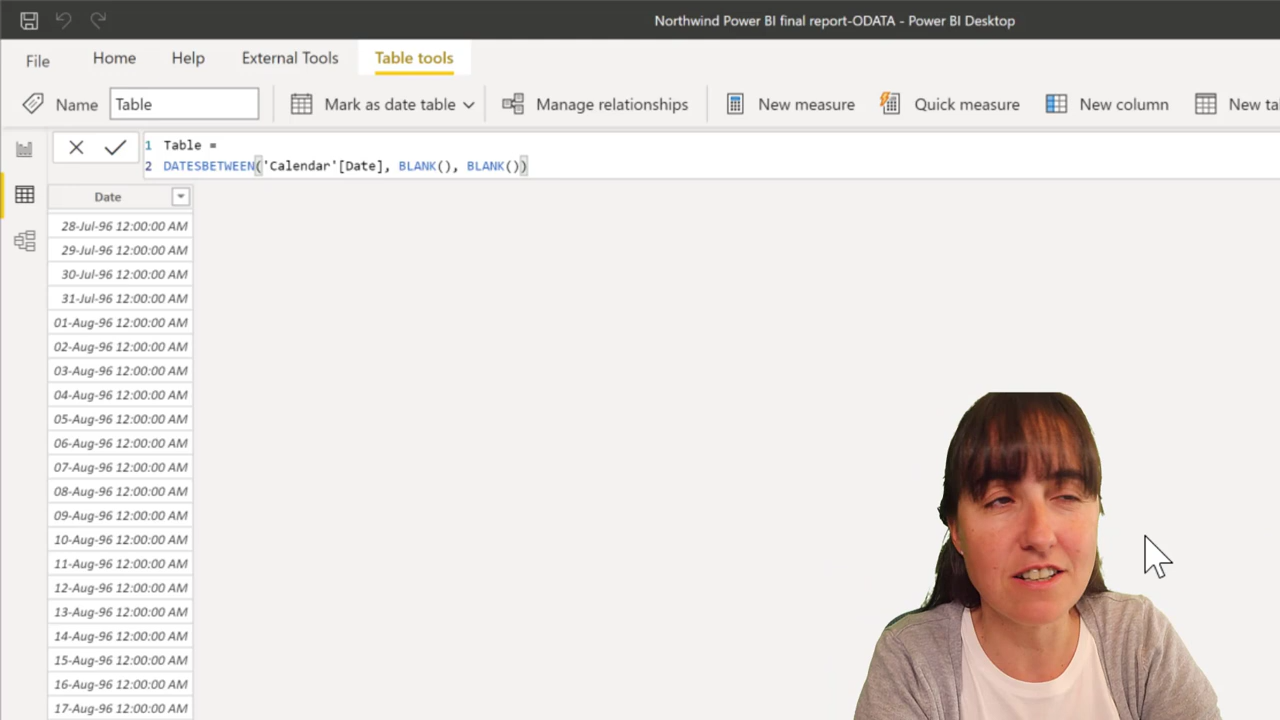 Northwind Power BI final report-ODATA - Power BI Desktop
File Home Help External Tools Table tools
Name Table Mark as date table Manage relationships New measure Quick measure New column New ta
1 Table =
2 DATESBETWEEN('Calendar'[Date], BLANK(), BLANK())
Date
28-Jul-96 12:00:00 AM
29-Jul-96 12:00:00 AM
30-Jul-96 12:00:00 AM
31-Jul-96 12:00:00 AM
01-Aug-96 12:00:00 AM
02-Aug-96 12:00:00 AM
03-Aug-96 12:00:00 AM
04-Aug-96 12:00:00 AM
05-Aug-96 12:00:00 AM
06-Aug-96 12:00:00 AM
07-Aug-96 12:00:00 AM
08-Aug-96 12:00:00 AM
09-Aug-96 12:00:00 AM
10-Aug-96 12:00:00 AM
11-Aug-96 12:00:00 AM
12-Aug-96 12:00:00 AM
13-Aug-96 12:00:00 AM
14-Aug-96 12:00:00 AM
15-Aug-96 12:00:00 AM
16-Aug-96 12:00:00 AM
17-Aug-96 12:00:00 AM